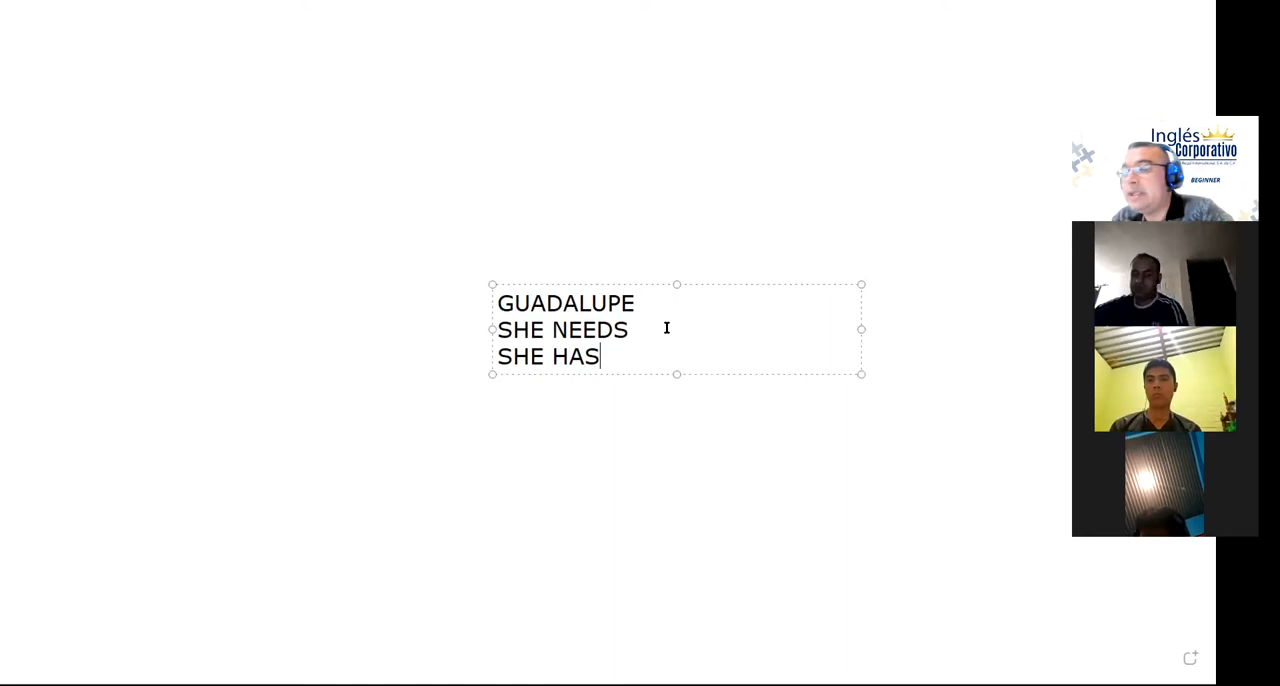 GUADALUPE
SHE NEEDS
SHE HAS
Inglés
Corporativo
BEGINNER